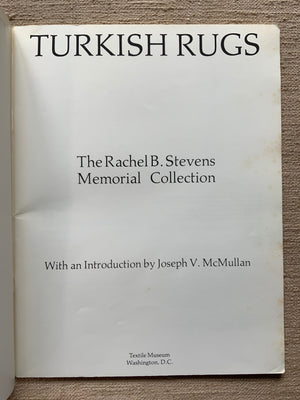 TURKISH RUGS
The Rachel B. Stevens
Memorial Collection
With an Introduction by Joseph V. McMullan
Textile Museum
Washington, D.C.